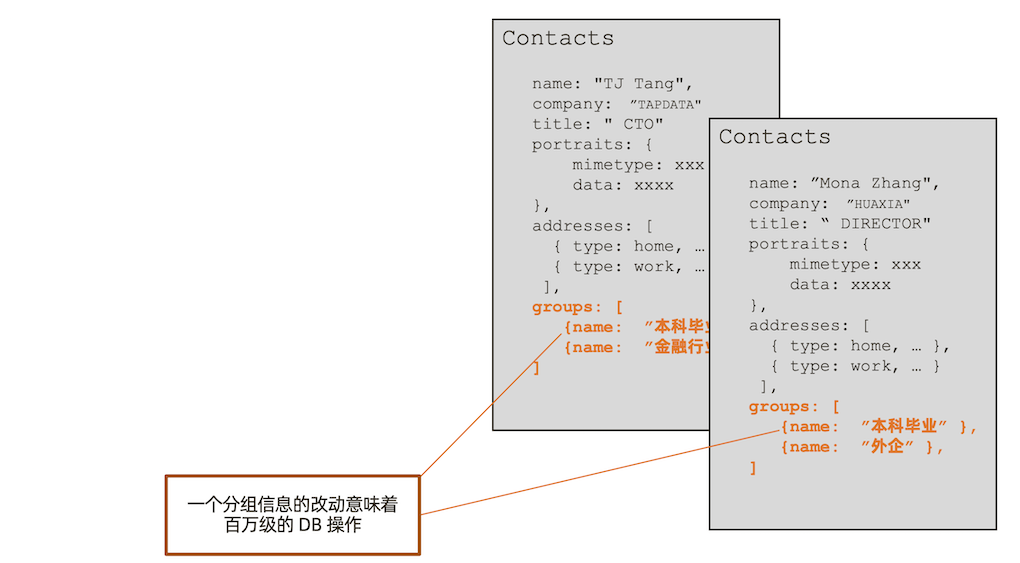 Contacts
name: "TJ Tang",
company: ”TAPDATA"
title: " CTO"
portraits: {
mimetype: xxx
data: xxxx
},
addresses: [
{ type: home, …
{ type: work, …
],
groups: [
{name: ”本科毕
{name: ”金融行
]
Contacts
name: ”Mona Zhang",
company: ”HUAXIA"
title: “ DIRECTOR"
portraits: {
mimetype: xxx
data: xxxx
},
addresses: [
{ type: home, … },
{ type: work, … }
],
groups: [
{name: ”本科毕业” },
{name: ”外企” },
]
一个分组信息的改动意味着
百万级的 DB 操作